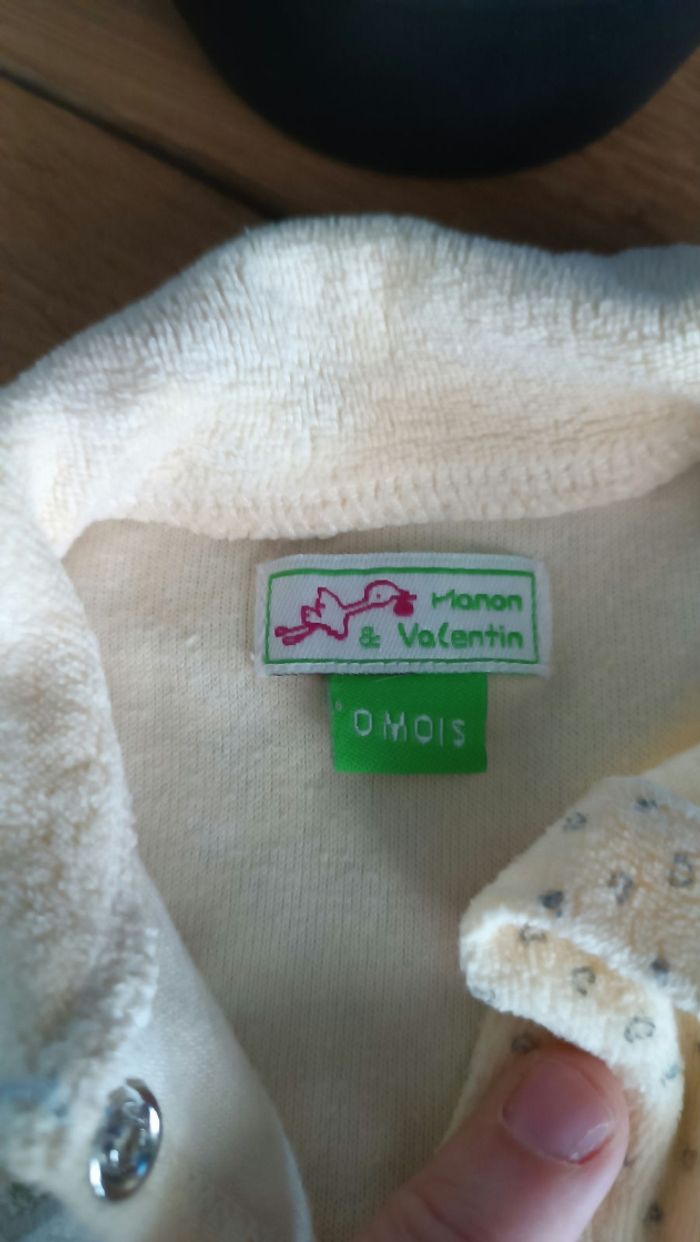 Manon
& Valentin
0 MOIS